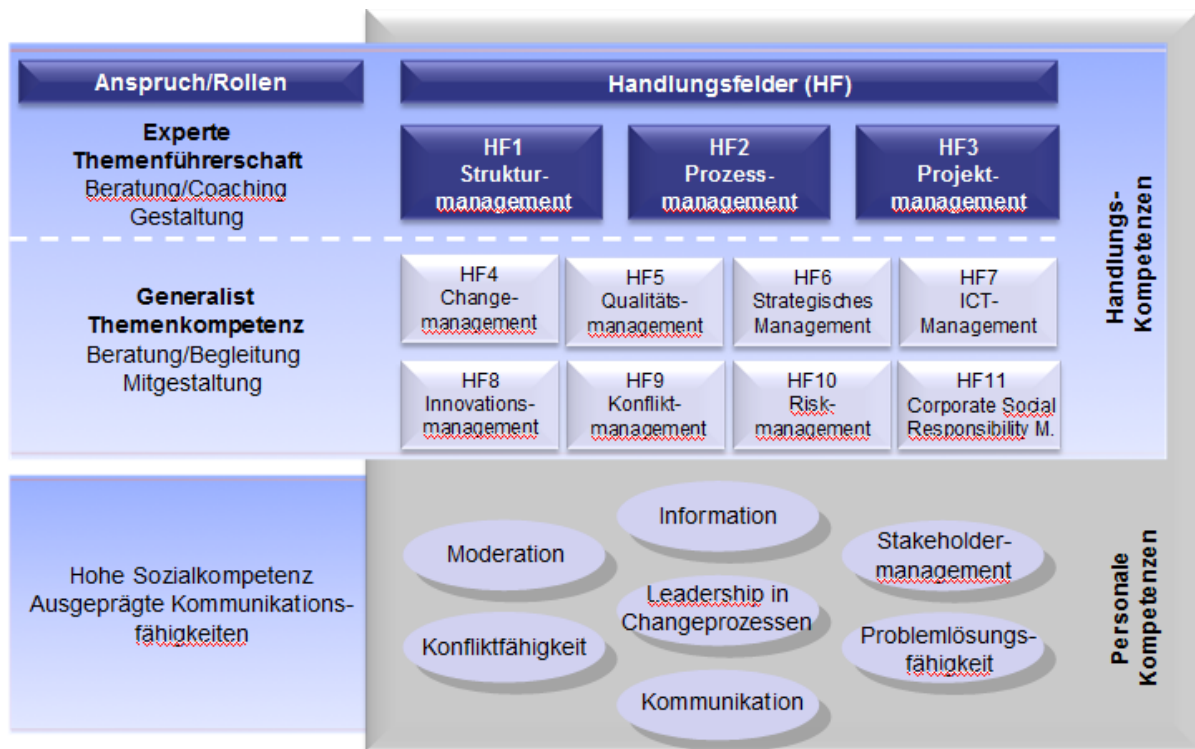 Anspruch/Rollen
Handlungsfelder (HF)
Experte
Themenführerschaft
Beratung/Coaching
Gestaltung
HF1
Struktur-
management
HF2
Prozess-
management
HF3
Projekt-
management
Generalist
Themenkompetenz
Beratung/Begleitung
Mitgestaltung
HF4
Change-
management
HF5
Qualitäts-
management
HF6
Strategisches
Management
HF7
ICT-
Management
HF8
Innovations-
management
HF9
Konflikt-
management
HF10
Risk-
management
HF11
Corporate Social
Responsibility M.
Handlungs-
Kompetenzen
Hohe Sozialkompetenz
Ausgeprägte Kommunikations-
fähigkeiten
Moderation
Information
Stakeholder-
management
Leadership in
Changeprozessen
Konfliktfähigkeit
Problemlösungs-
fähigkeit
Kommunikation
Personale
Kompetenzen